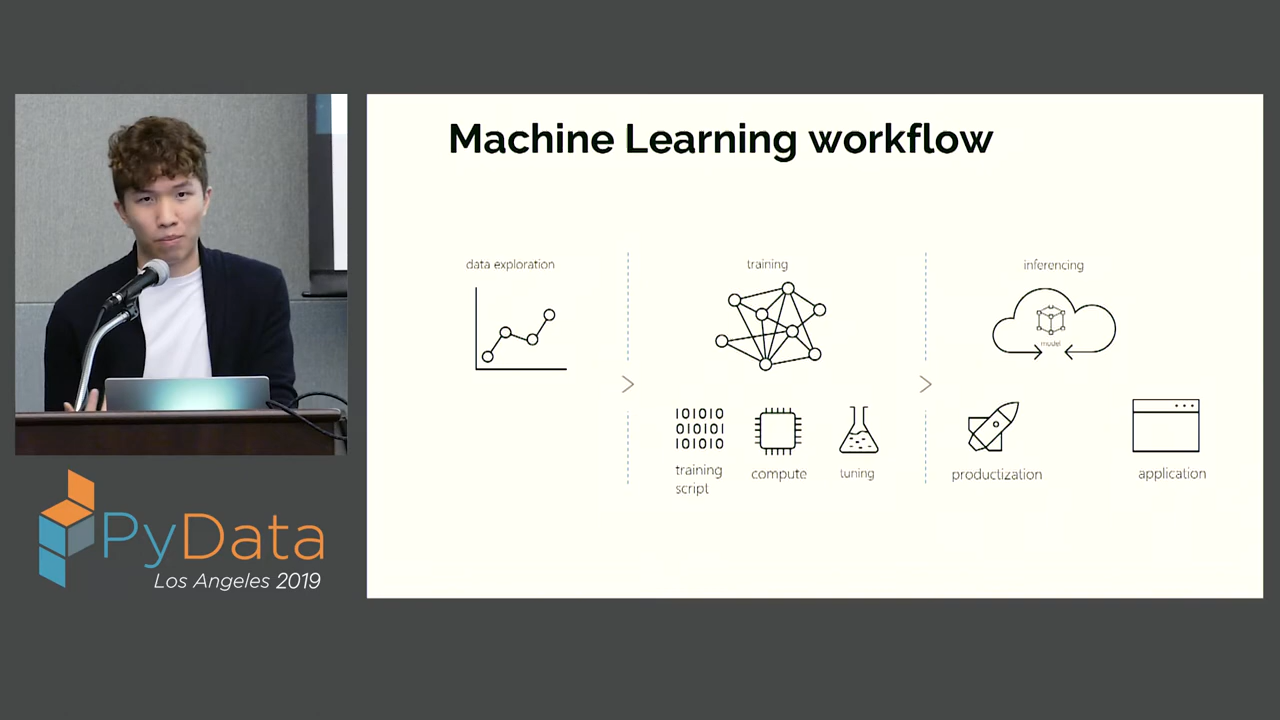 Machine Learning workflow
data exploration
training
inferencing
model
101010
010101
101010
training
script
compute
tuning
productization
application
PyData
Los Angeles 2019